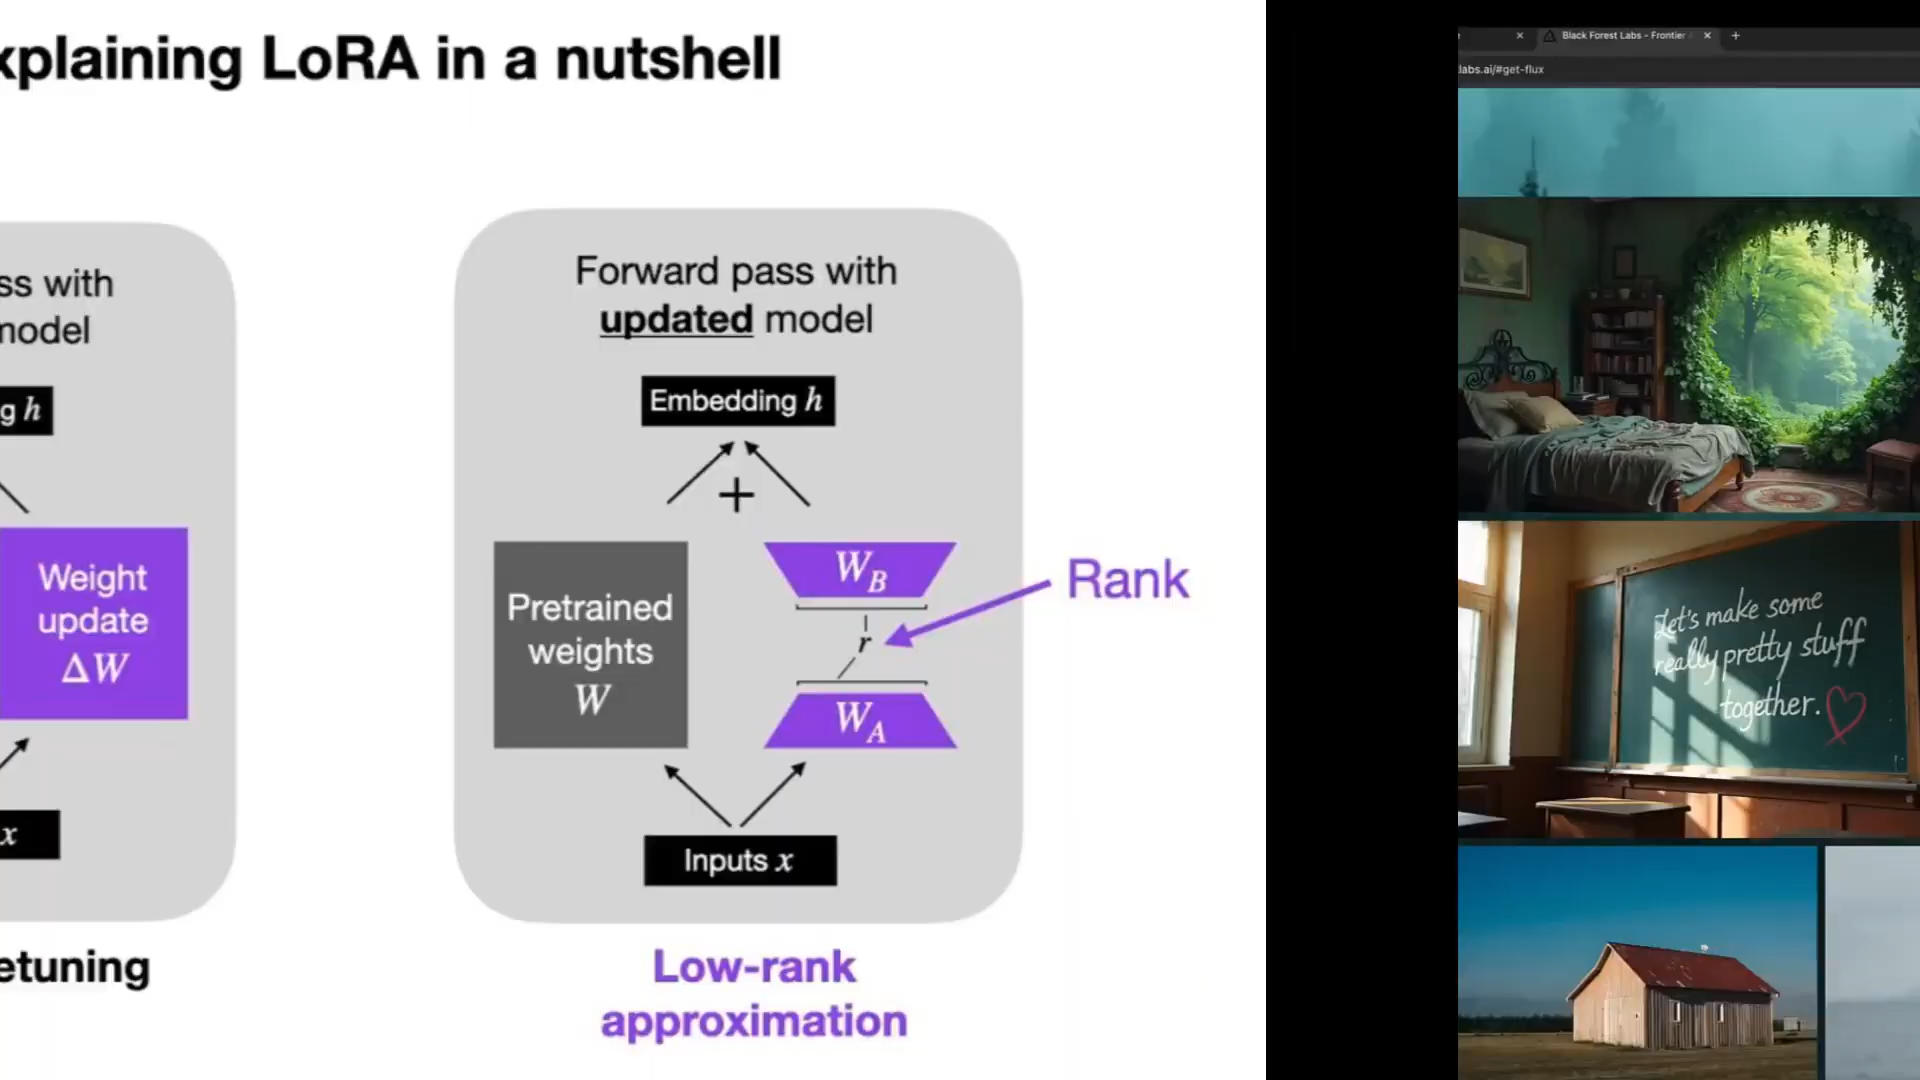 xplaining LoRA in a nutshell
ss with
model
g h
Weight
update
ΔW
x
etuning
Forward pass with
updated model
Embedding h
+
Pretrained
weights
W
W_B
r
W_A
Rank
Inputs x
Low-rank
approximation
Black Forest Labs - Frontier
labs.ai/#get-flux
Let's make some
really pretty stuff
together.